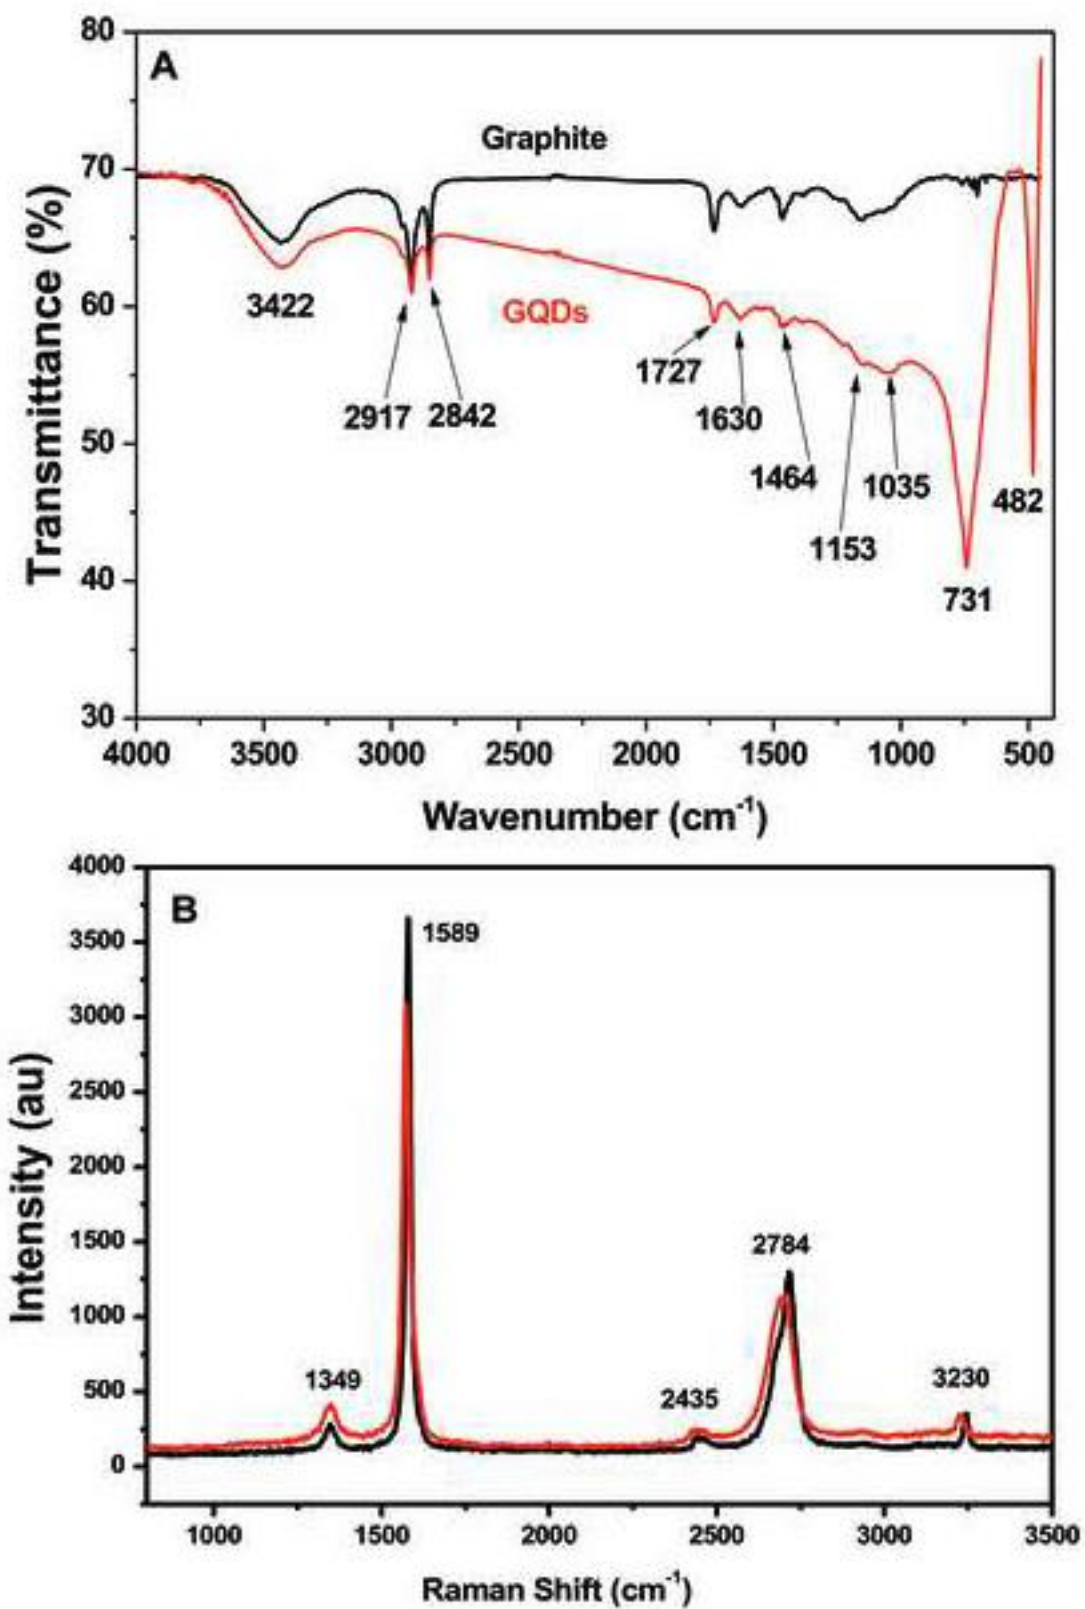 80
A
70
Graphite
3422
60
GQDs
1727
2917 2842
1630
50
1464
1035
482
1153
40
731
30
4000 3500 3000 2500 2000 1500 1000 500
Transmittance (%)
Wavenumber (cm-1)
4000
B
3500
1589
3000
2500
2000
1500
2784
1000
500
1349
2435
3230
0
1000 1500 2000 2500 3000 3500
Intensity (au)
Raman Shift (cm-1)